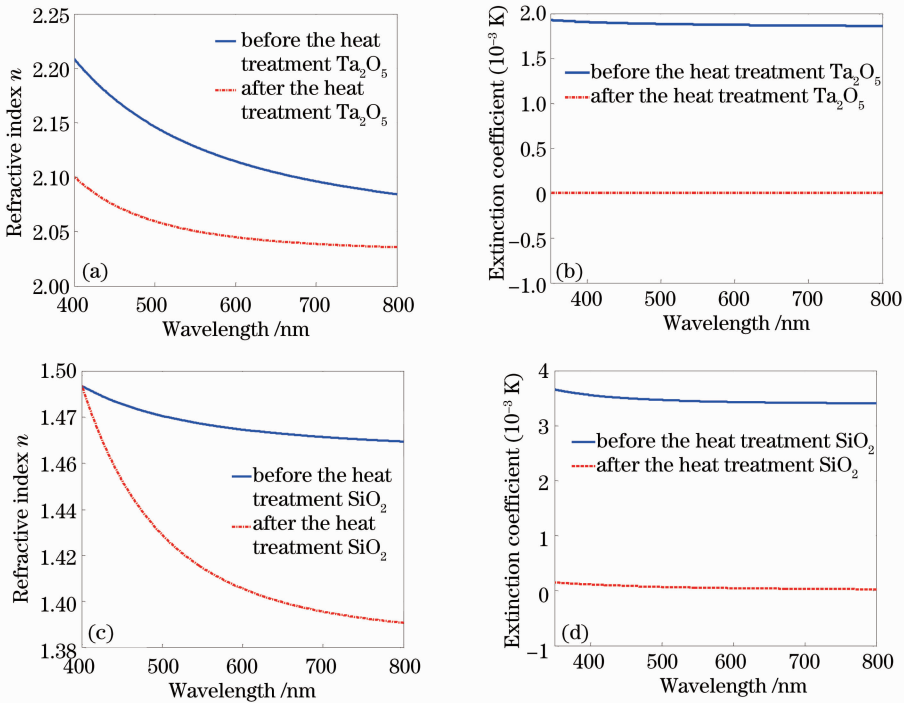 2.25
2.20
2.15
2.10
2.05
2.00
400
500
600
700
800
Refractive index n
Wavelength /nm
(a)
before the heat
treatment Ta₂O₅
after the heat
treatment Ta₂O₅
2.0
1.5
1.0
0.5
0
−0.5
−1.0
400
500
600
700
800
Extinction coefficient (10⁻³ K)
Wavelength /nm
(b)
before the heat treatment Ta₂O₅
after the heat treatment Ta₂O₅
1.50
1.47
1.46
1.44
1.42
1.40
1.38
400
500
600
700
800
Refractive index n
Wavelength /nm
(c)
before the heat
treatment SiO₂
after the heat
treatment SiO₂
4
3
2
1
0
−1
400
500
600
700
800
Extinction coefficient (10⁻³ K)
Wavelength /nm
(d)
before the heat treatment SiO₂
after the heat treatment SiO₂